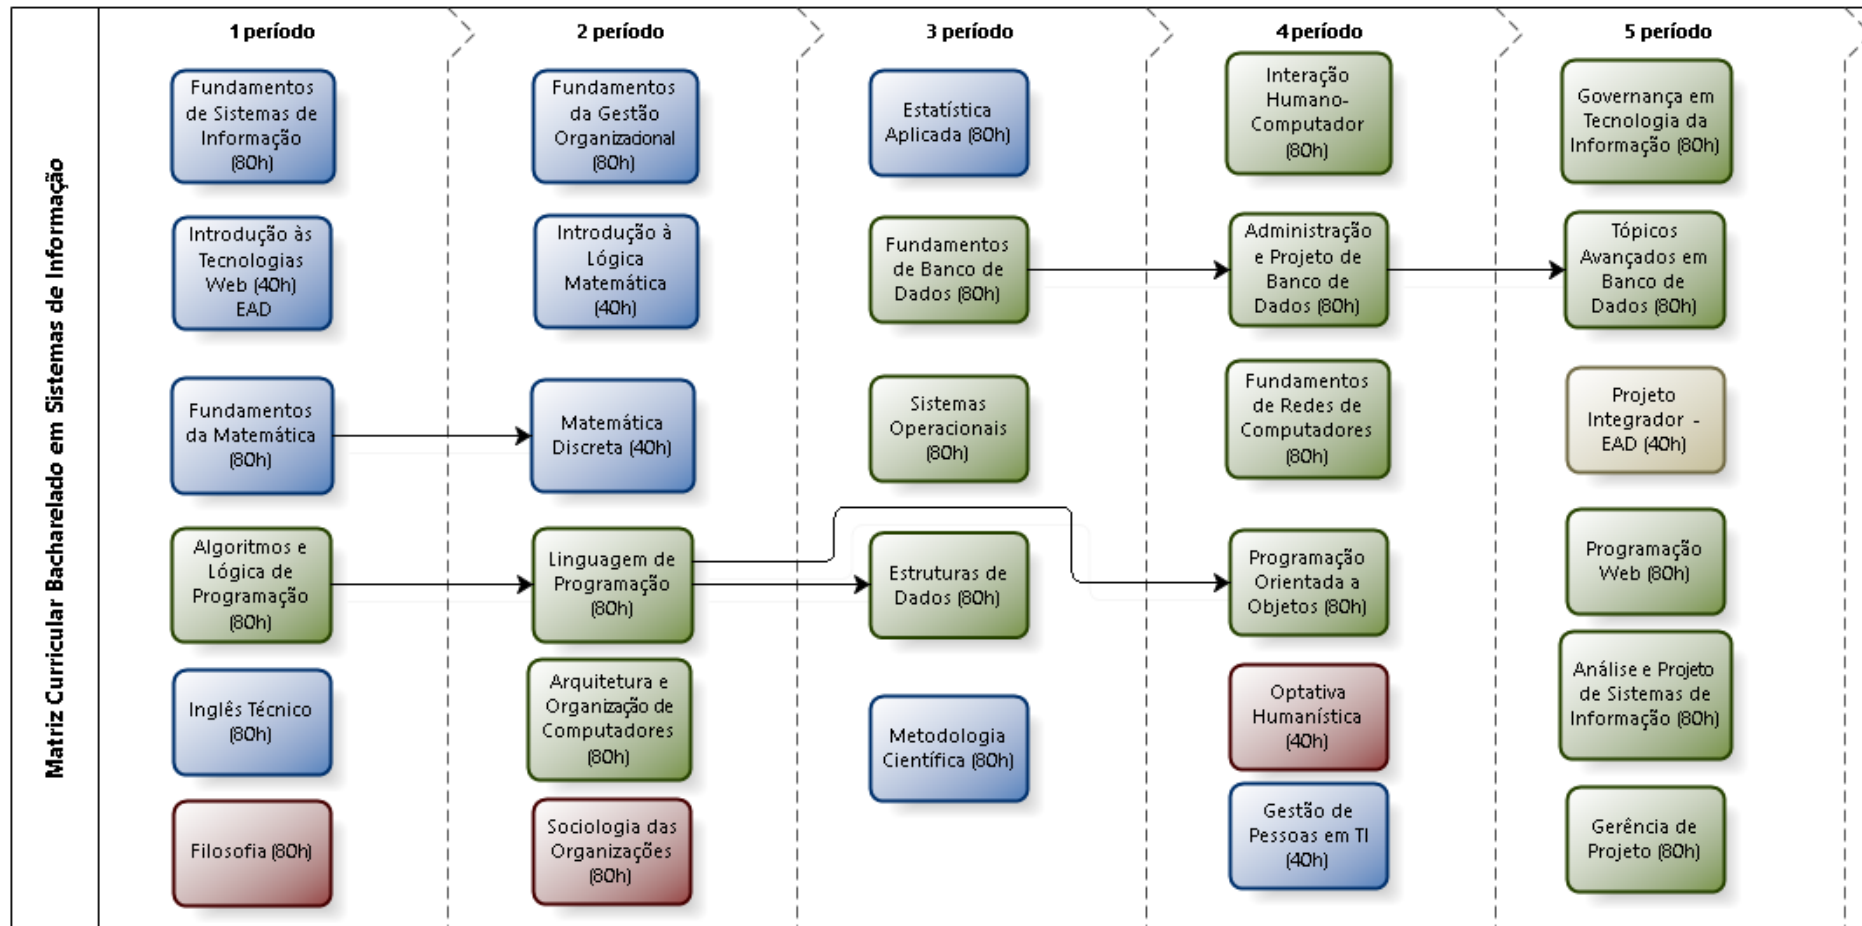 Matriz Curricular Bacharelado em Sistemas de Informação
1 período
Fundamentos
de Sistemas de
Informação
(80h)
Introdução às
Tecnologias
Web (40h)
EAD
Fundamentos
da Matemática
(80h)
Algoritmos e
Lógica de
Programação
(80h)
Inglês Técnico
(80h)
Filosofia (80h)
2 período
Fundamentos
da Gestão
Organizacional
(80h)
Introdução à
Lógica
Matemática
(40h)
Matemática
Discreta (40h)
Linguagem de
Programação
(80h)
Arquitetura e
Organização de
Computadores
(80h)
Sociologia das
Organizações
(80h)
3 período
Estatística
Aplicada (80h)
Fundamentos
de Banco de
Dados (80h)
Sistemas
Operacionais
(80h)
Estruturas de
Dados (80h)
Metodologia
Científica (80h)
4 período
Interação
Humano-
Computador
(80h)
Administração
e Projeto de
Banco de
Dados (80h)
Fundamentos
de Redes de
Computadores
(80h)
Programação
Orientada a
Objetos (80h)
Optativa
Humanística
(40h)
Gestão de
Pessoas em TI
(40h)
5 período
Governança em
Tecnologia da
Informação (80h)
Tópicos
Avançados em
Banco de
Dados (80h)
Projeto
Integrador -
EAD (40h)
Programação
Web (80h)
Análise e Projeto
de Sistemas de
Informação (80h)
Gerência de
Projeto (80h)